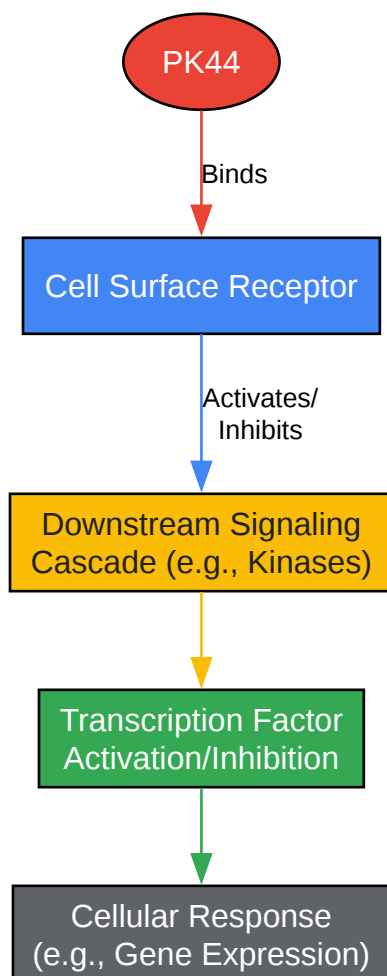 PK44
Binds
Cell Surface Receptor
Activates/
Inhibits
Downstream Signaling
Cascade (e.g., Kinases)
Transcription Factor
Activation/Inhibition
Cellular Response
(e.g., Gene Expression)